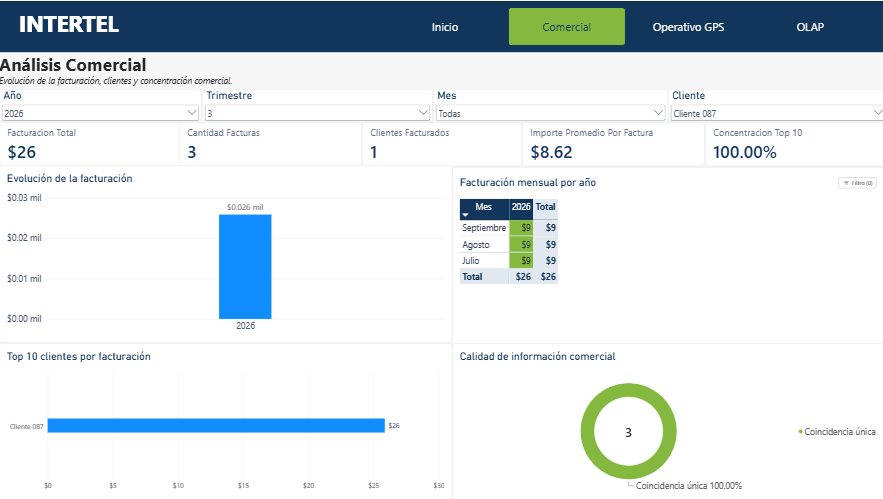 INTERTEL
Inicio
Comercial
Operativo GPS
OLAP
Análisis Comercial
Evolución de la facturación, clientes y concentración comercial.
Año
Trimestre
Mes
Cliente
2026
3
Todas
Cliente 087
Facturacion Total
Cantidad Facturas
Clientes Facturados
Importe Promedio Por Factura
Concentracion Top 10
$26
3
1
$8.62
100.00%
Evolución de la facturación
$0.03 mil
$0.026 mil
$0.02 mil
$0.01 mil
$0.00 mil
2026
Facturación mensual por año
Filtro (0)
Mes 2026 Total
Septiembre $9 $9
Agosto $9 $9
Julio $9 $9
Total $26 $26
Top 10 clientes por facturación
Cliente 087
$26
$0 $5 $10 $15 $20 $25 $30
Calidad de información comercial
3
Coincidencia única
Coincidencia única 100.00%